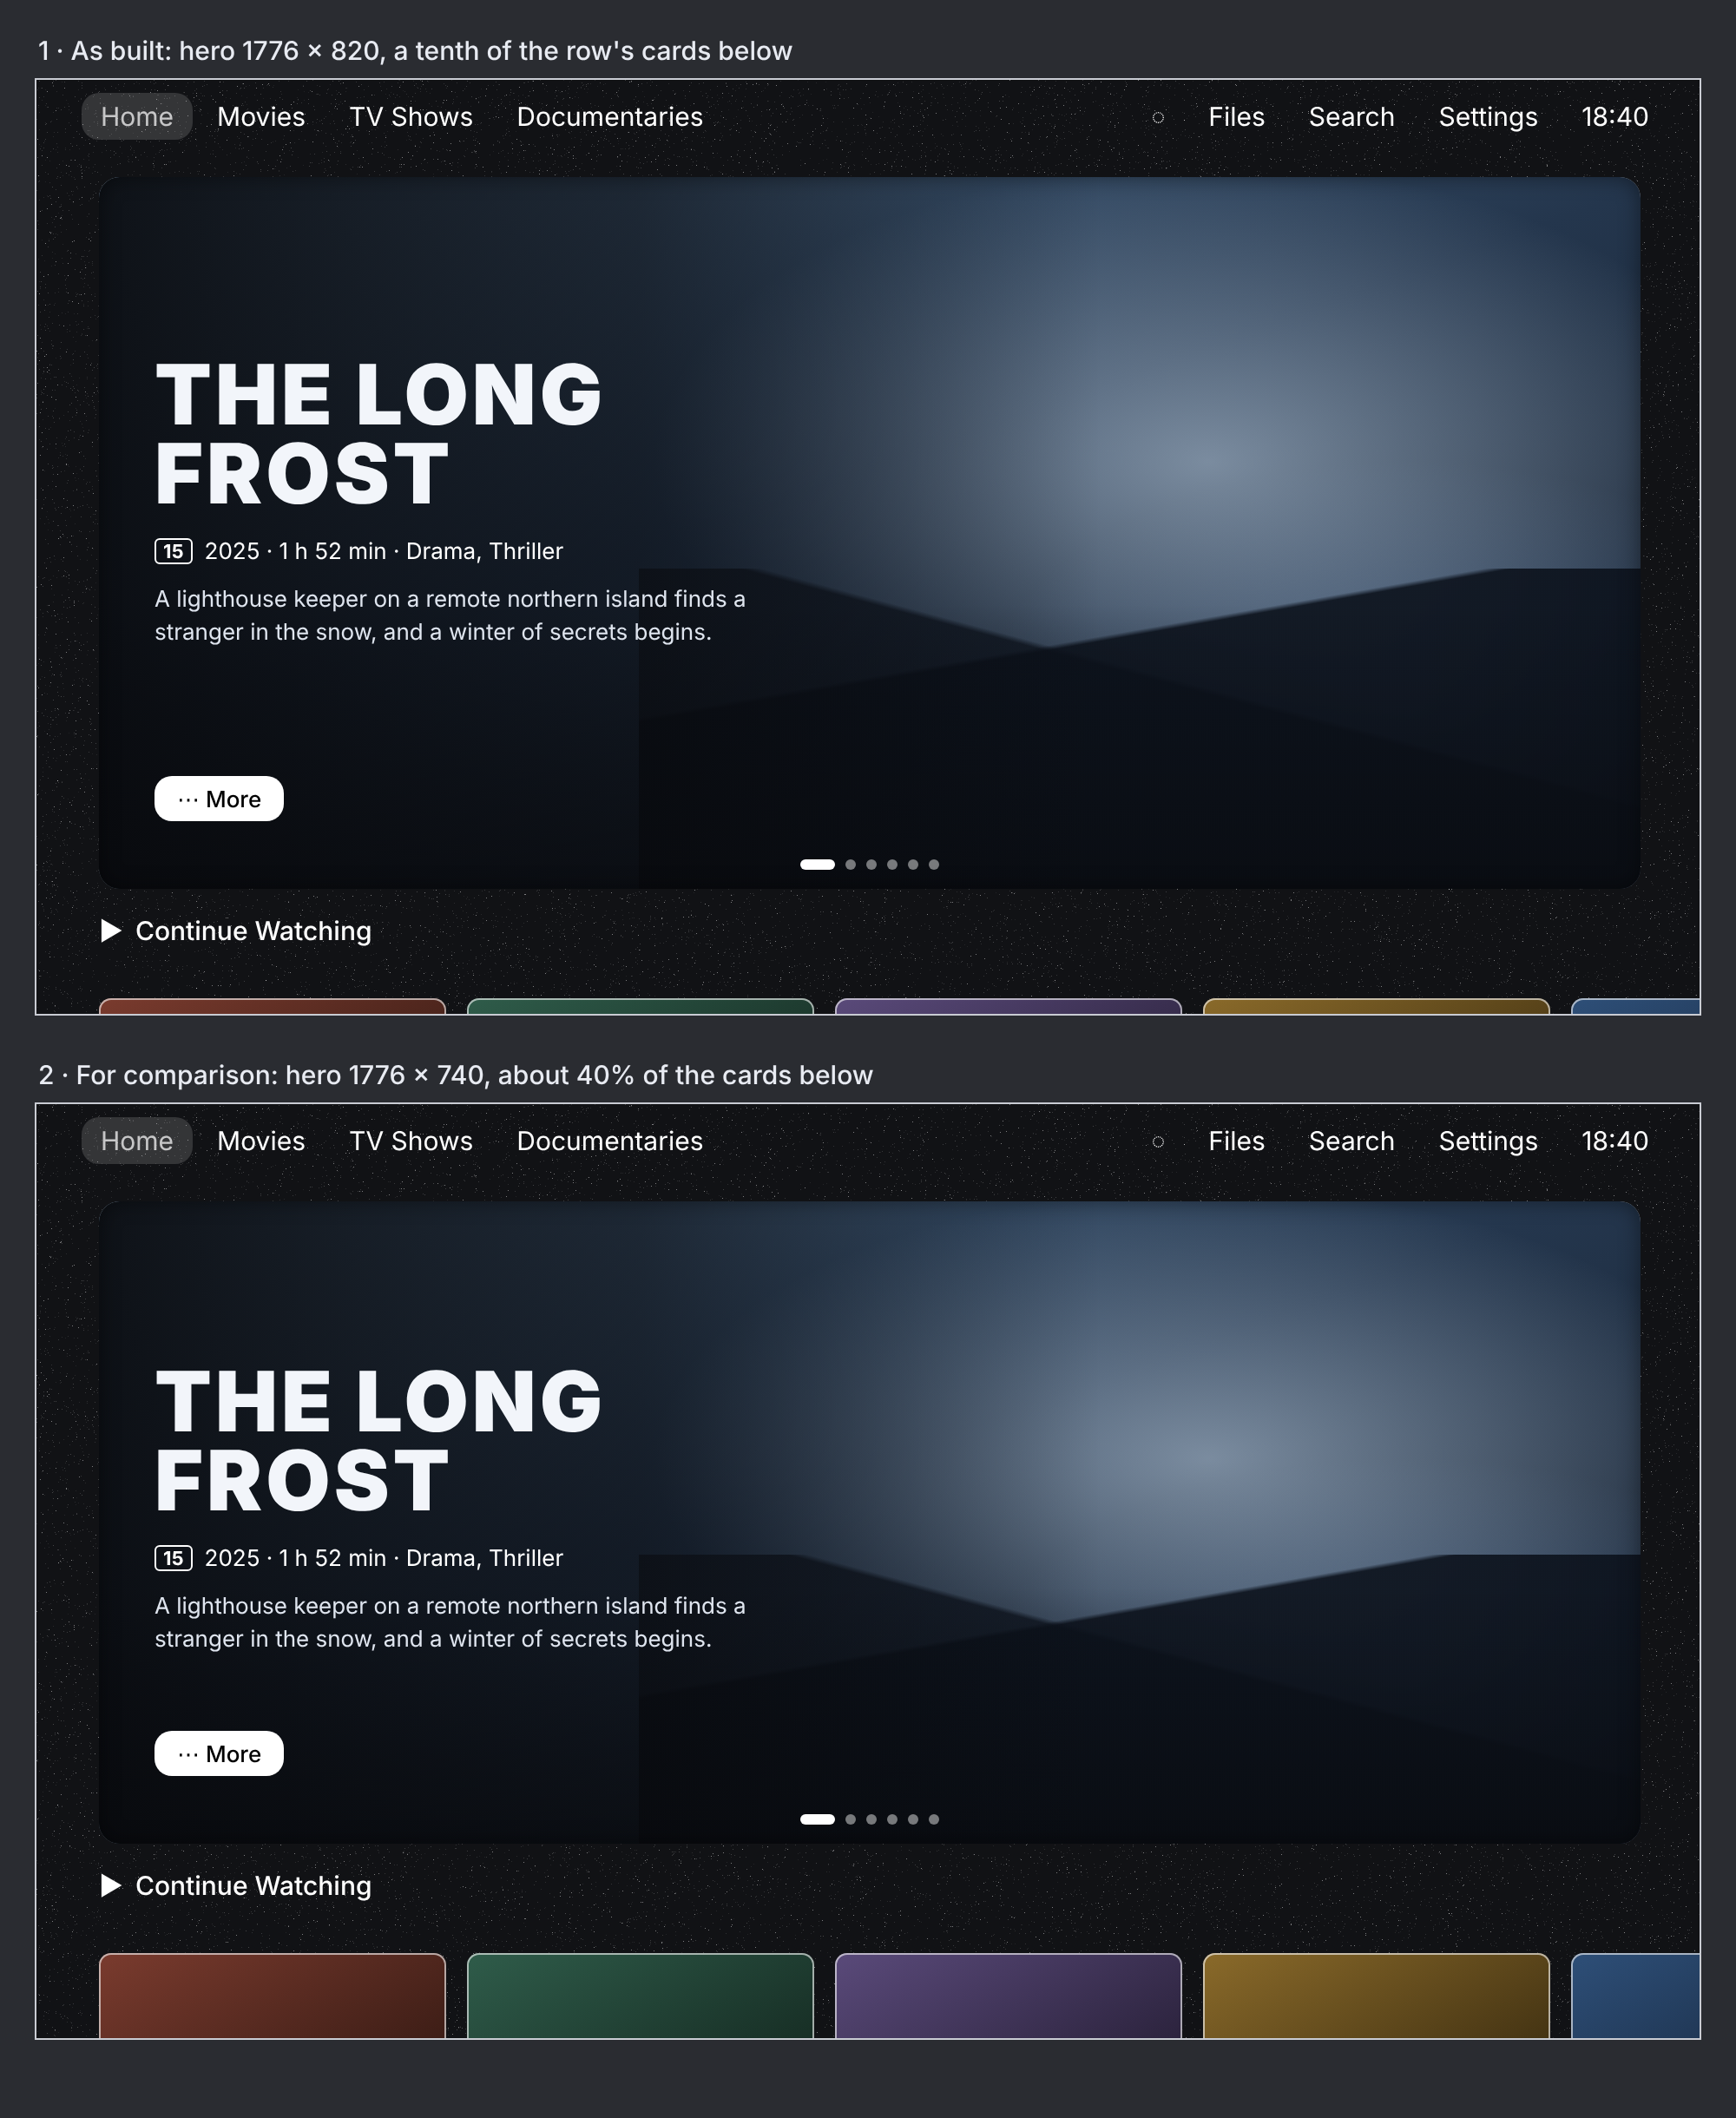 1 · As built: hero 1776 × 820, a tenth of the row's cards below
Home Movies TV Shows Documentaries Files Search Settings 18:40
THE LONG
FROST
15 2025 · 1 h 52 min · Drama, Thriller
A lighthouse keeper on a remote northern island finds a
stranger in the snow, and a winter of secrets begins.
··· More
Continue Watching
2 · For comparison: hero 1776 × 740, about 40% of the cards below
Home Movies TV Shows Documentaries Files Search Settings 18:40
THE LONG
FROST
15 2025 · 1 h 52 min · Drama, Thriller
A lighthouse keeper on a remote northern island finds a
stranger in the snow, and a winter of secrets begins.
··· More
Continue Watching